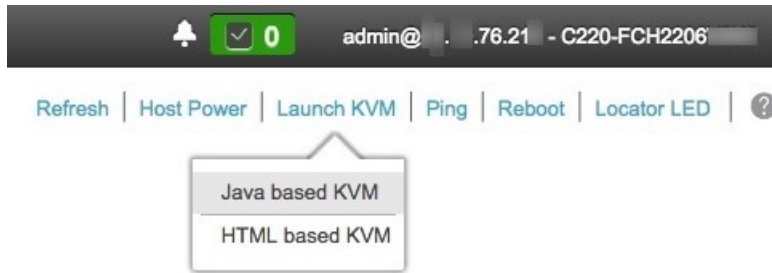 0 admin@ . .76.21 - C220-FCH2206
Refresh | Host Power | Launch KVM | Ping | Reboot | Locator LED | ?
Java based KVM
HTML based KVM